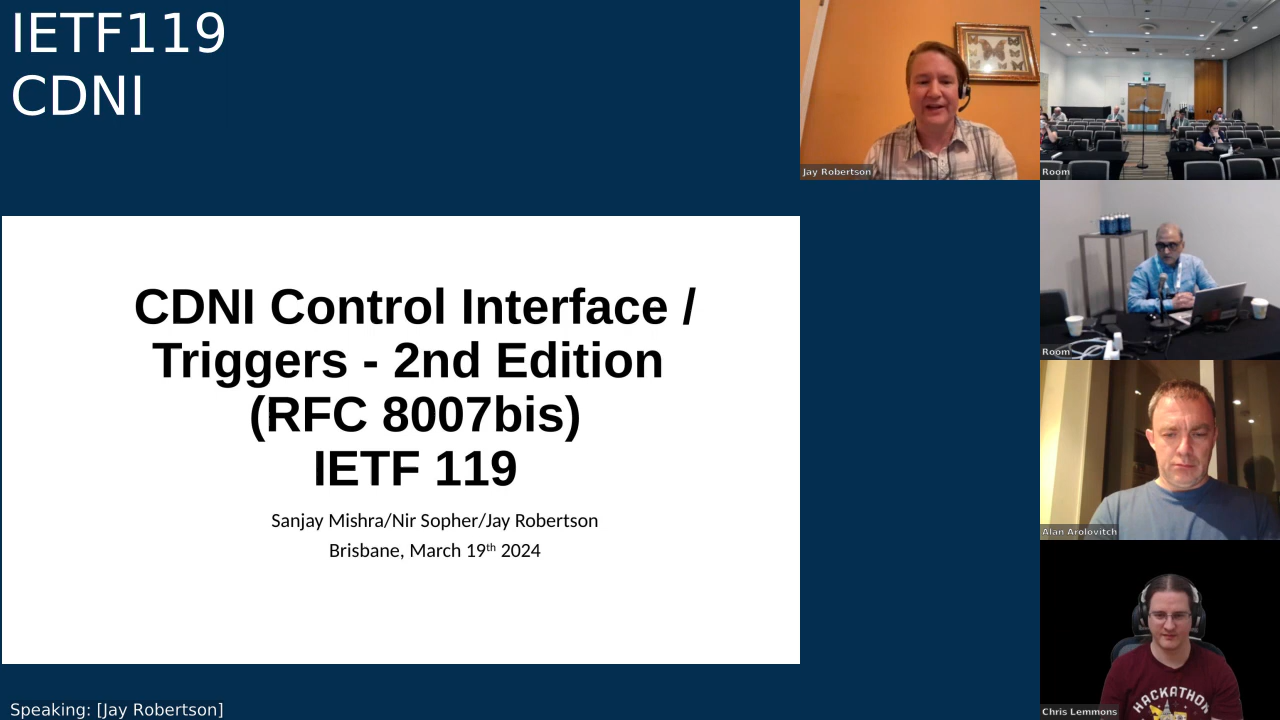 IETF119
CDNI
CDNI Control Interface /
Triggers - 2nd Edition
(RFC 8007bis)
IETF 119
Sanjay Mishra/Nir Sopher/Jay Robertson
Brisbane, March 19th 2024
Speaking: [Jay Robertson]
Jay Robertson
Room
Room
Alan Arolovitch
Chris Lemmons
HACKATHON